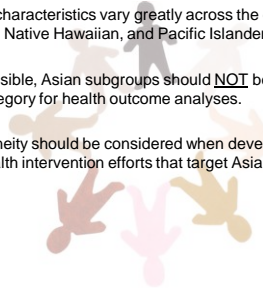 characteristics vary greatly across the
Native Hawaiian, and Pacific Islander
sible, Asian subgroups should NOT be
egory for health outcome analyses.
neity should be considered when deve
lth intervention efforts that target Asia